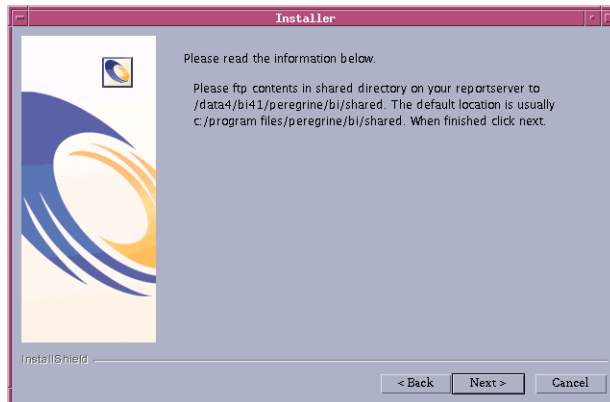 Installer
Please read the information below.
Please ftp contents in shared directory on your reportserver to
/data4/bi41/peregrine/bi/shared. The default location is usually
c:/program files/peregrine/bi/shared. When finished click next.
InstallShield
< Back Next > Cancel